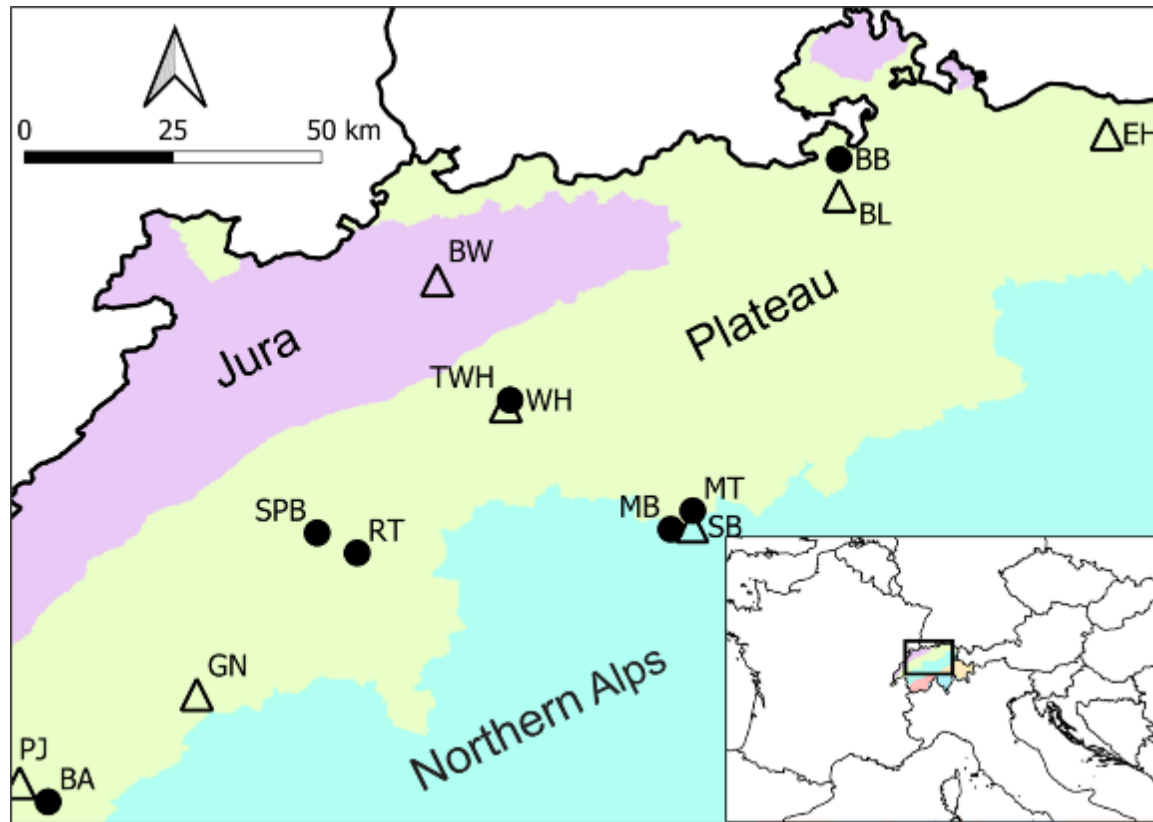 0 25 50 km
EH
BB
BL
BW
Plateau
Jura
TWH
WH
MT
MB
SB
SPB
RT
GN
Northern Alps
PJ
BA